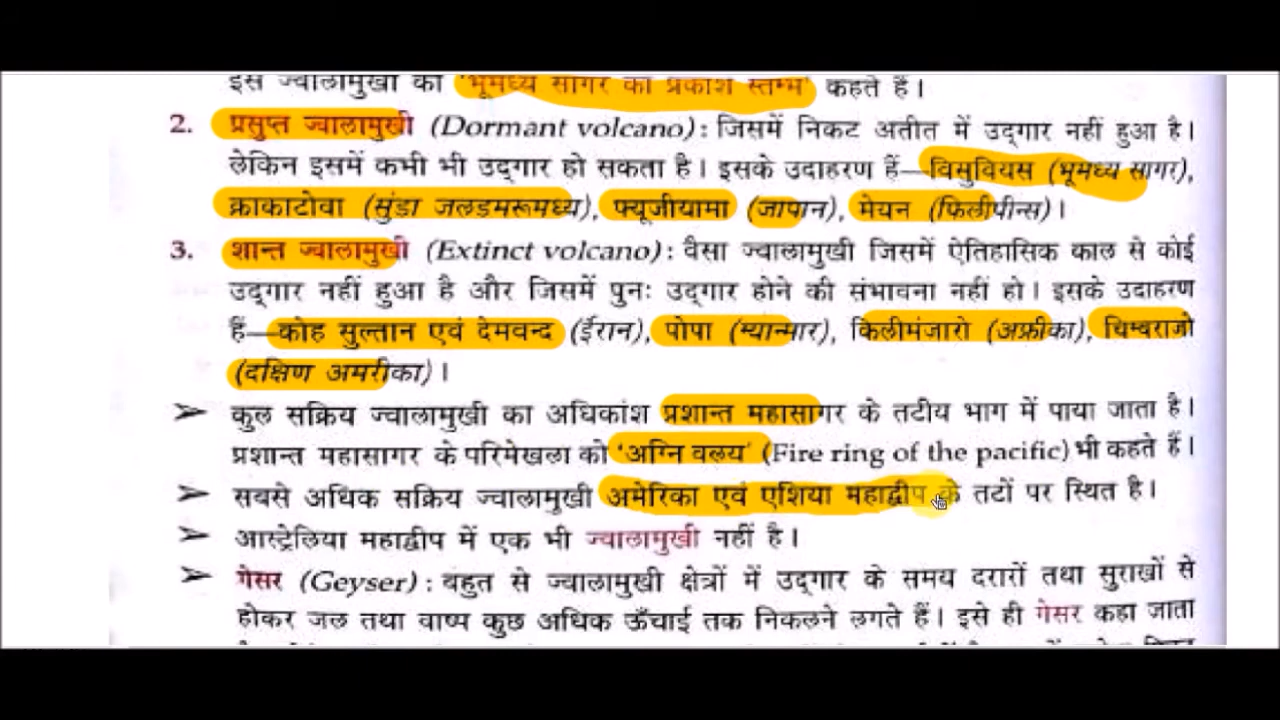 इस ज्वालामुखी को 'भूमध्य सागर का प्रकाश स्तम्भ' कहते हैं।
2. प्रसुप्त ज्वालामुखी (Dormant volcano) : जिसमें निकट अतीत में उद्‌गार नहीं हुआ है।
लेकिन इसमें कभी भी उद्‌गार हो सकता है। इसके उदाहरण हैं—विसुवियस (भूमध्य सागर),
क्राकाटोवा (सुंडा जलडमरूमध्य), फ्यूजीयामा (जापान), मेयन (फिलीपीन्स)।
3. शान्त ज्वालामुखी (Extinct volcano) : वैसा ज्वालामुखी जिसमें ऐतिहासिक काल से कोई
उद्‌गार नहीं हुआ है और जिसमें पुनः उद्‌गार होने की संभावना नहीं हो। इसके उदाहरण
हैं—कोह सुल्तान एवं देमवन्द (ईरान), पोपा (म्यान्मार), किलीमंजारो (अफ्रीका), चिम्बराजो
(दक्षिण अमरीका)।
➢ कुल सक्रिय ज्वालामुखी का अधिकांश प्रशान्त महासागर के तटीय भाग में पाया जाता है।
प्रशान्त महासागर के परिमेखला को 'अग्नि वलय' (Fire ring of the pacific) भी कहते हैं।
➢ सबसे अधिक सक्रिय ज्वालामुखी अमेरिका एवं एशिया महाद्वीप के तटों पर स्थित है।
➢ आस्ट्रेलिया महाद्वीप में एक भी ज्वालामुखी नहीं है।
➢ गेसर (Geyser) : बहुत से ज्वालामुखी क्षेत्रों में उद्‌गार के समय दरारों तथा सुराखों से
होकर जल तथा वाष्प कुछ अधिक ऊँचाई तक निकलने लगते हैं। इसे ही गेसर कहा जाता